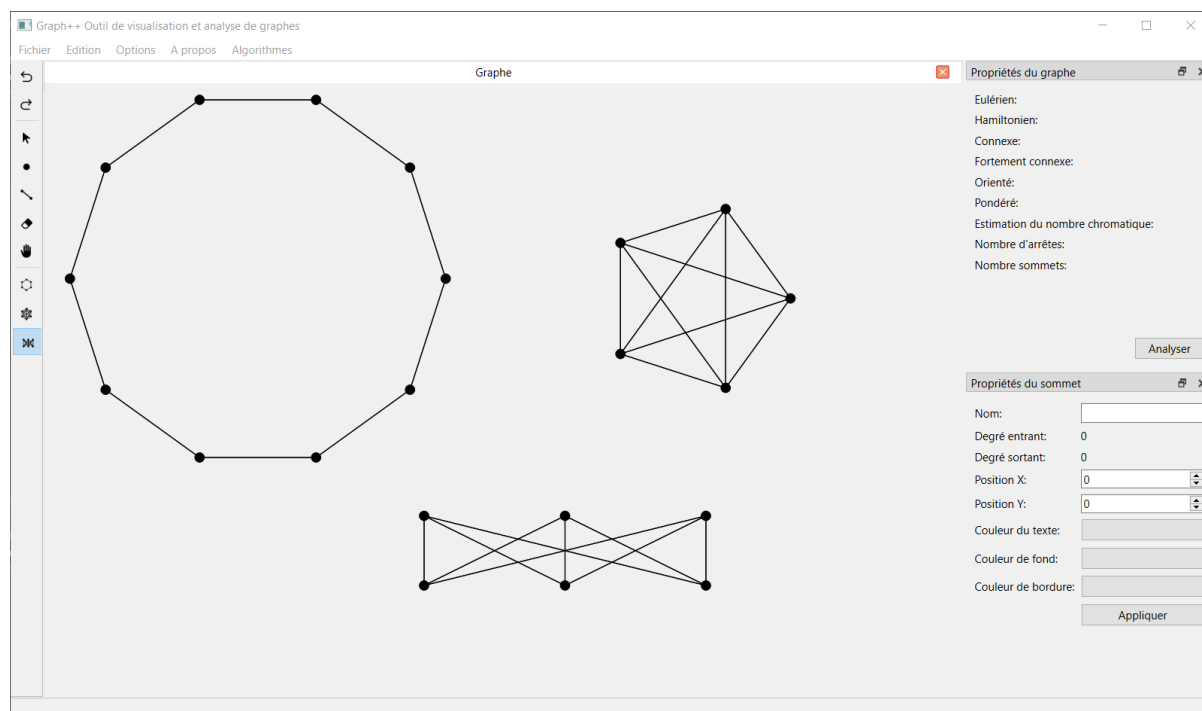 Graph++ Outil de visualisation et analyse de graphes
Fichier Edition Options A propos Algorithmes
Graphe
Propriétés du graphe
Eulérien:
Hamiltonien:
Connexe:
Fortement connexe:
Orienté:
Pondéré:
Estimation du nombre chromatique:
Nombre d'arrêtes:
Nombre sommets:
Analyser
Propriétés du sommet
Nom:
Degré entrant: 0
Degré sortant: 0
Position X: 0
Position Y: 0
Couleur du texte:
Couleur de fond:
Couleur de bordure:
Appliquer